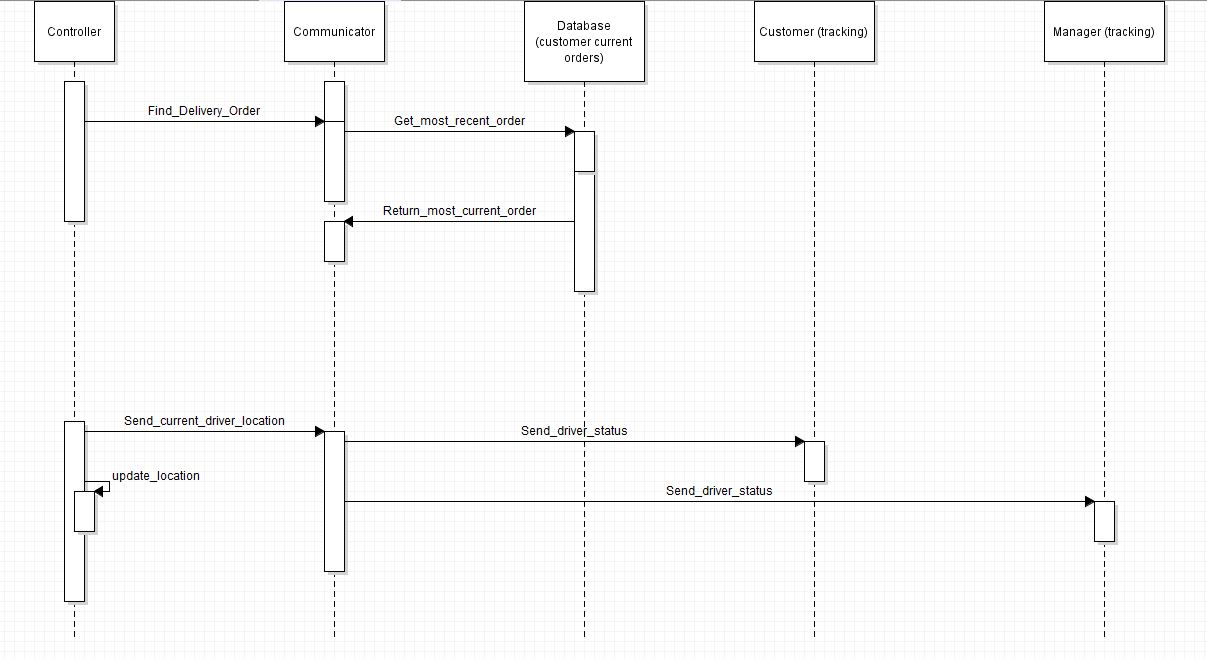 Controller
Communicator
Database
(customer current
orders)
Customer (tracking)
Manager (tracking)
Find_Delivery_Order
Get_most_recent_order
Return_most_current_order
Send_current_driver_location
Send_driver_status
update_location
Send_driver_status